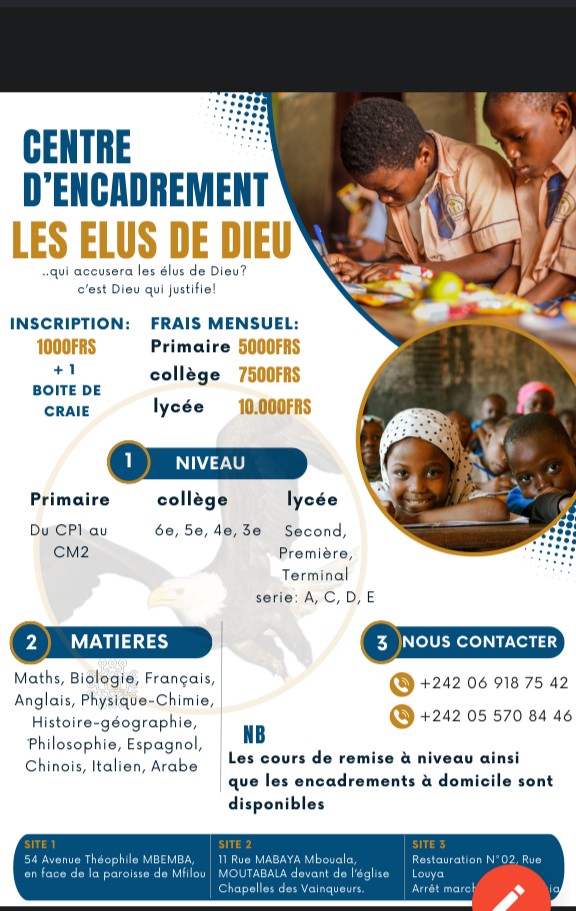 CENTRE
D'ENCADREMENT
LES ELUS DE DIEU
..qui accusera les élus de Dieu?
c'est Dieu qui justifie!
INSCRIPTION:
1000FRS
+ 1
BOITE DE
CRAIE
FRAIS MENSUEL:
Primaire 5000FRS
collège 7500FRS
lycée 10.000FRS
1 NIVEAU
Primaire
Du CP1 au
CM2
collège
6e, 5e, 4e, 3e
lycée
Second,
Première,
Terminal
serie: A, C, D, E
2 MATIERES
Maths, Biologie, Français,
Anglais, Physique-Chimie,
Histoire-géographie,
Philosophie, Espagnol,
Chinois, Italien, Arabe
3 NOUS CONTACTER
+242 06 918 75 42
+242 05 570 84 46
NB
Les cours de remise à niveau ainsi
que les encadrements à domicile sont
disponibles
SITE 1
54 Avenue Théophile MBEMBA,
en face de la paroisse de Mfilou
SITE 2
11 Rue MABAYA Mbouala,
MOUTABALA devant de l'église
Chapelles des Vainqueurs.
SITE 3
Restauration N°02, Rue
Louya
Arrêt